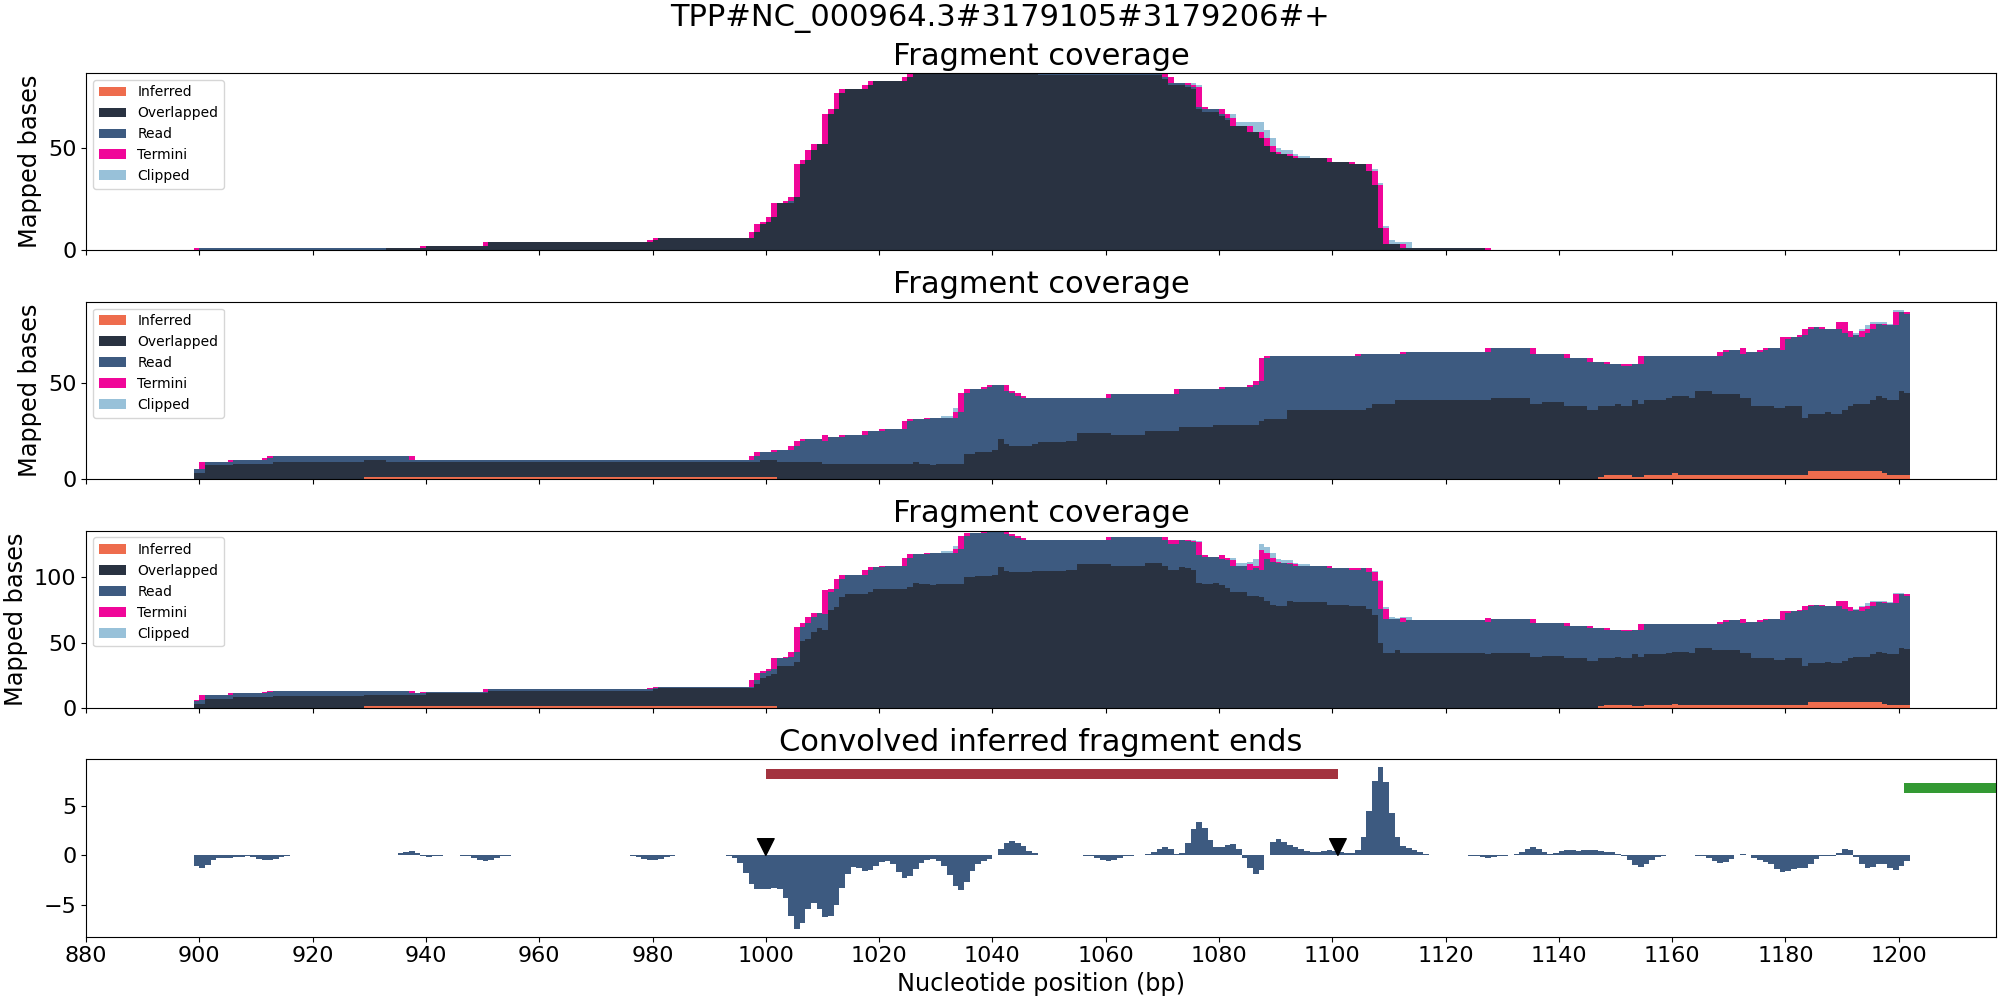 TPP#NC_000964.3#3179105#3179206#+
Fragment coverage
Mapped bases
50
0
Inferred
Overlapped
Read
Termini
Clipped
Fragment coverage
Mapped bases
50
0
Inferred
Overlapped
Read
Termini
Clipped
Fragment coverage
Mapped bases
100
50
0
Inferred
Overlapped
Read
Termini
Clipped
Convolved inferred fragment ends
5
0
−5
880 900 920 940 960 980 1000 1020 1040 1060 1080 1100 1120 1140 1160 1180 1200
Nucleotide position (bp)